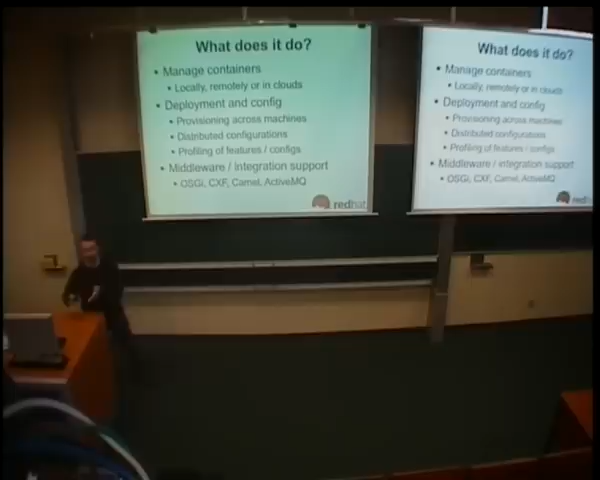 What does it do?
• Manage containers
• Locally, remotely or in clouds
• Deployment and config
• Provisioning across machines
• Distributed configurations
• Profiling of features / configs
• Middleware / integration support
• OSGi, CXF, Camel, ActiveMQ
redhat
What does it do?
• Manage containers
• Locally, remotely or in clouds
• Deployment and config
• Provisioning across machines
• Distributed configurations
• Profiling of features / configs
• Middleware / integration support
• OSGi, CXF, Camel, ActiveMQ
red